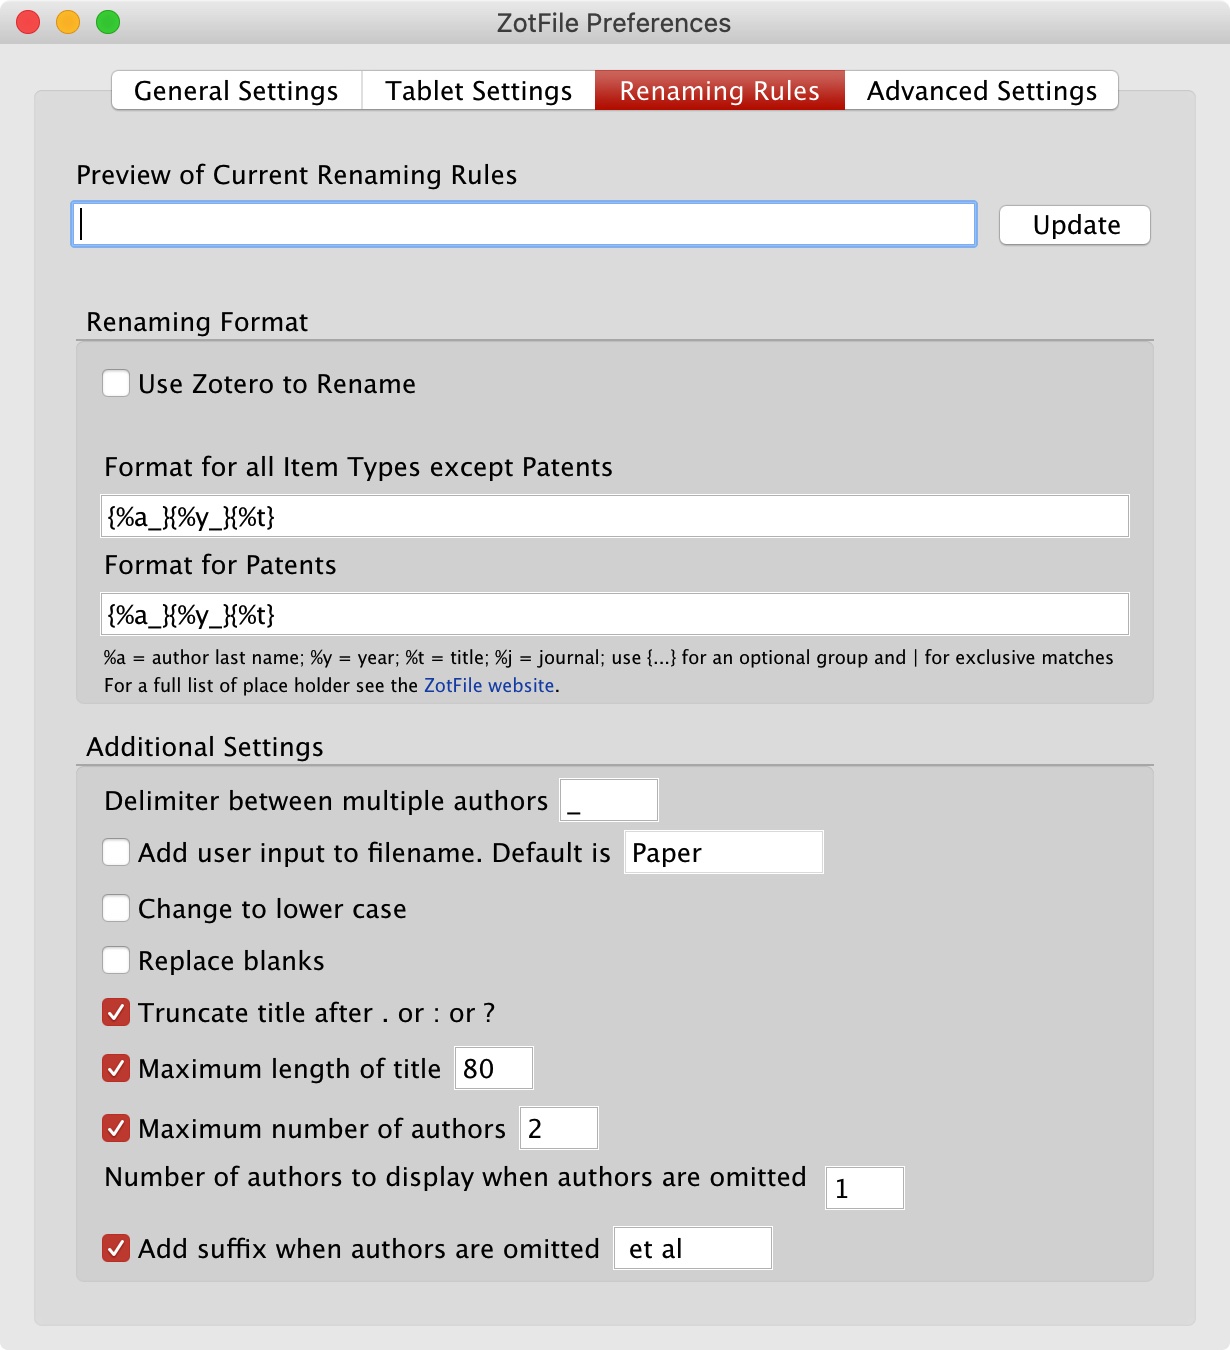 ZotFile Preferences
General Settings Tablet Settings Renaming Rules Advanced Settings
Preview of Current Renaming Rules
Update
Renaming Format
Use Zotero to Rename
Format for all Item Types except Patents
{%a_}{%y_}{%t}
Format for Patents
{%a_}{%y_}{%t}
%a = author last name; %y = year; %t = title; %j = journal; use {...} for an optional group and | for exclusive matches
For a full list of place holder see the ZotFile website.
Additional Settings
Delimiter between multiple authors _
Add user input to filename. Default is Paper
Change to lower case
Replace blanks
Truncate title after . or : or ?
Maximum length of title 80
Maximum number of authors 2
Number of authors to display when authors are omitted 1
Add suffix when authors are omitted et al